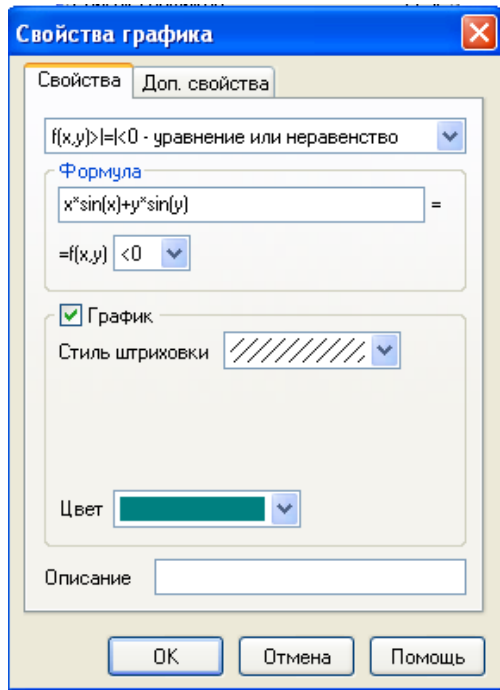 Свойства графика
Свойства Доп. свойства
f(x,y)>|=|<0 - уравнение или неравенство
Формула
x*sin(x)+y*sin(y) =
=f(x,y) <0
График
Стиль штриховки
Цвет
Описание
OK Отмена Помощь